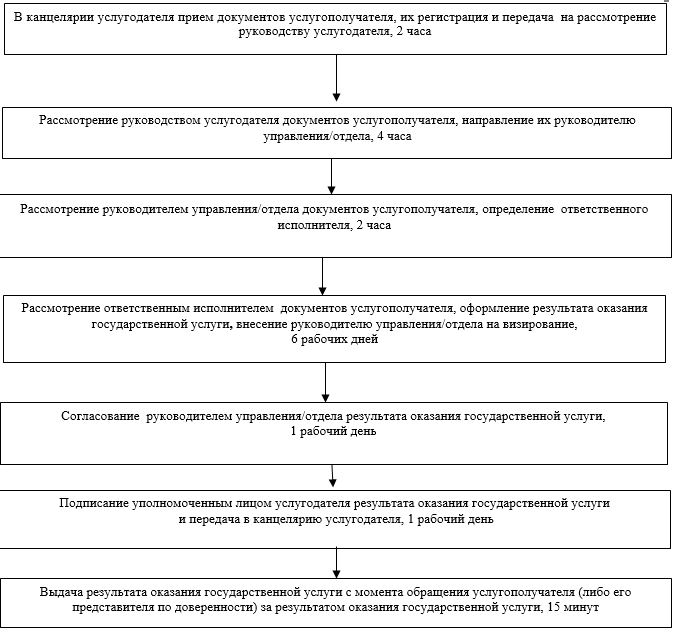 В канцелярии услугодателя прием документов услугополучателя, их регистрация и передача на рассмотрение
руководству услугодателя, 2 часа
Рассмотрение руководством услугодателя документов услугополучателя, направление их руководителю
управления/отдела, 4 часа
Рассмотрение руководителем управления/отдела документов услугополучателя, определение ответственного
исполнителя, 2 часа
Рассмотрение ответственным исполнителем документов услугополучателя, оформление результата оказания
государственной услуги, внесение руководителю управления/отдела на визирование,
6 рабочих дней
Согласование руководителем управления/отдела результата оказания государственной услуги,
1 рабочий день
Подписание уполномоченным лицом услугодателя результата оказания государственной услуги
и передача в канцелярию услугодателя, 1 рабочий день
Выдача результата оказания государственной услуги с момента обращения услугополучателя (либо его
представителя по доверенности) за результатом оказания государственной услуги, 15 минут